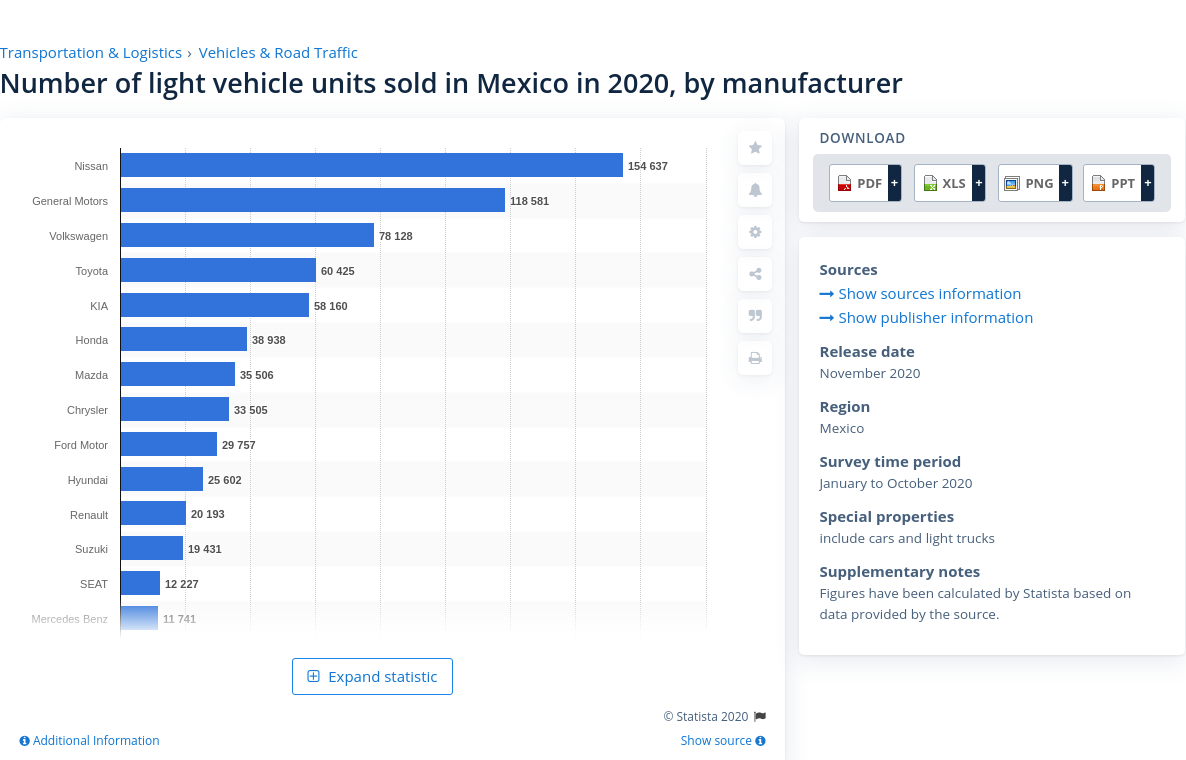 Transportation & Logistics › Vehicles & Road Traffic
Number of light vehicle units sold in Mexico in 2020, by manufacturer
Nissan 154 637
General Motors 118 581
Volkswagen 78 128
Toyota 60 425
KIA 58 160
Honda 38 938
Mazda 35 506
Chrysler 33 505
Ford Motor 29 757
Hyundai 25 602
Renault 20 193
Suzuki 19 431
SEAT 12 227
Mercedes Benz 11 741
Expand statistic
© Statista 2020
Additional Information
Show source
DOWNLOAD
PDF + XLS + PNG + PPT +
Sources
Show sources information
Show publisher information
Release date
November 2020
Region
Mexico
Survey time period
January to October 2020
Special properties
include cars and light trucks
Supplementary notes
Figures have been calculated by Statista based on
data provided by the source.